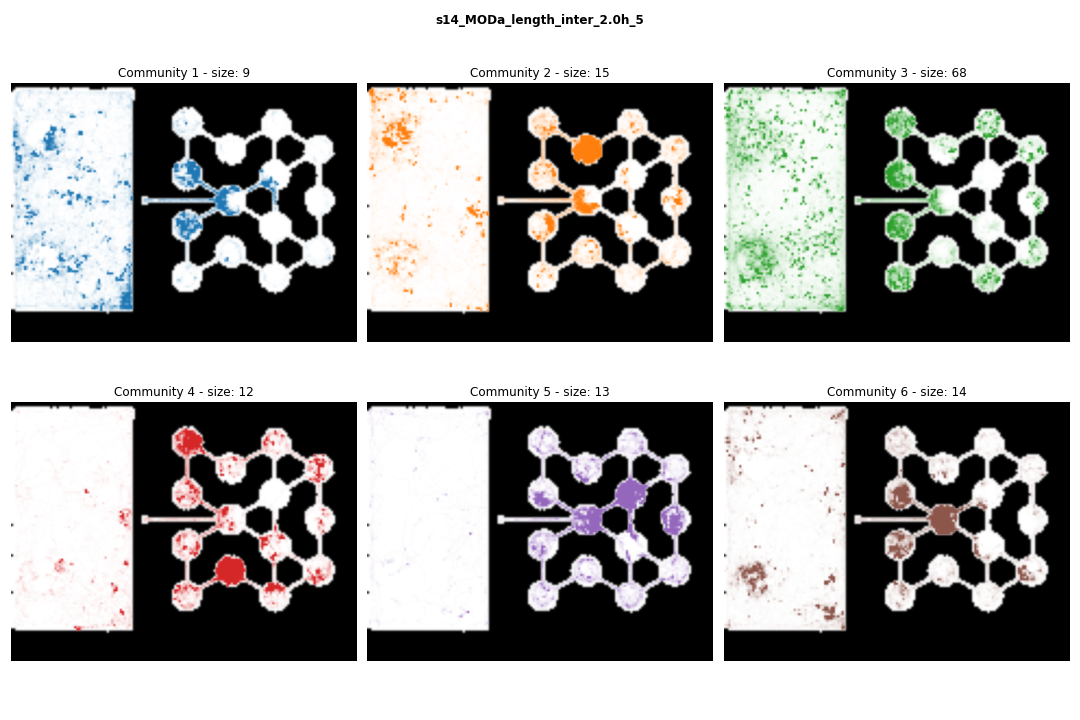 s14_MODa_length_inter_2.0h_5
Community 1 - size: 9
Community 2 - size: 15
Community 3 - size: 68
Community 4 - size: 12
Community 5 - size: 13
Community 6 - size: 14